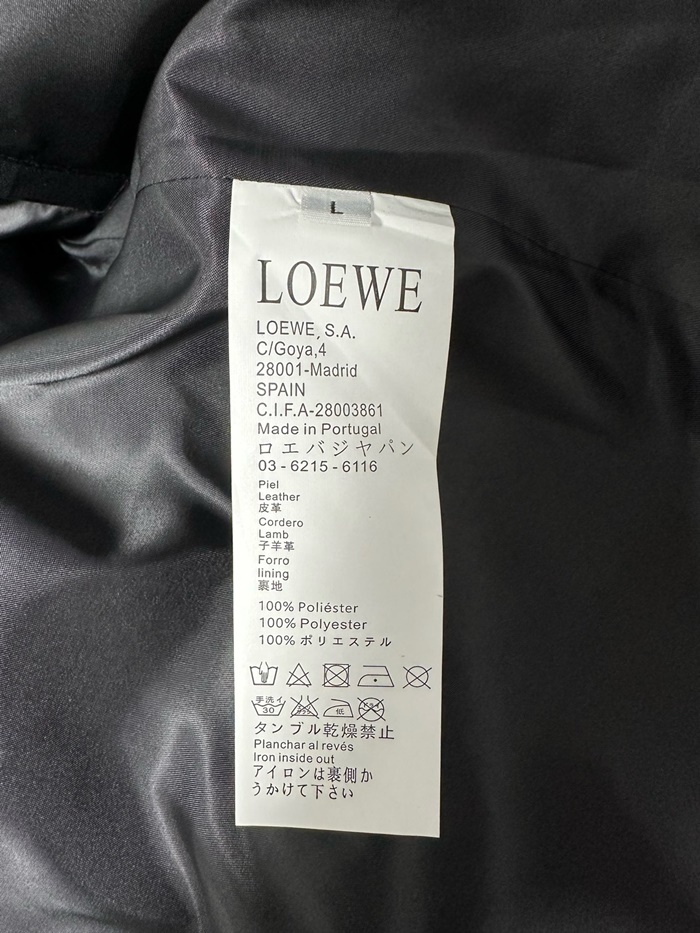 L
LOEWE
LOEWE, S.A.
C/Goya,4
28001-Madrid
SPAIN
C.I.F.A-28003861
Made in Portugal
ロエバジヤパン
03-6215-6116
Piel
Leather
皮革
Cordero
Lamb
子羊革
Forro
lining
裏地
100% Poliéster
100% Polyester
100% ポリエステル
手洗イ
30
低
タンブル乾燥禁止
Planchar al revés
Iron inside out
アイロンは裏側か
うかけて下さい